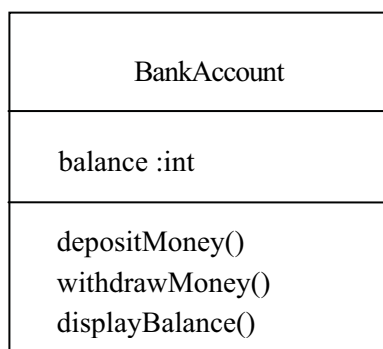 BankAccount
balance :int
depositMoney()
withdrawMoney()
displayBalance()